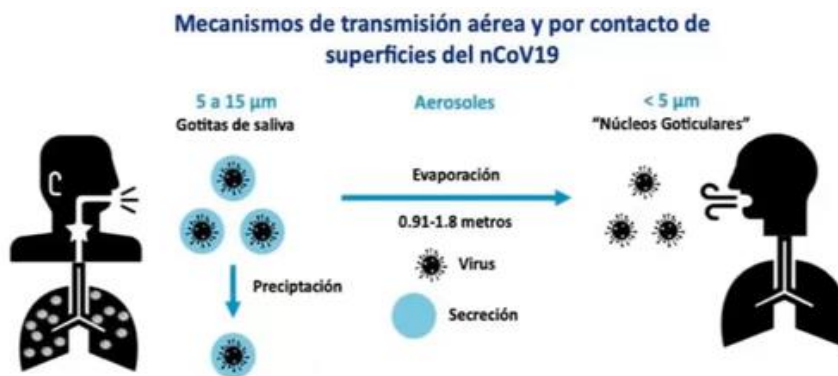 Mecanismos de transmisión aérea y por contacto de
superficies del nCoV19
5 a 15 µm
Gotitas de saliva
Aerosoles
< 5 µm
“Núcleos Goticulares”
Evaporación
0.91-1.8 metros
Virus
Preciptación
Secreción